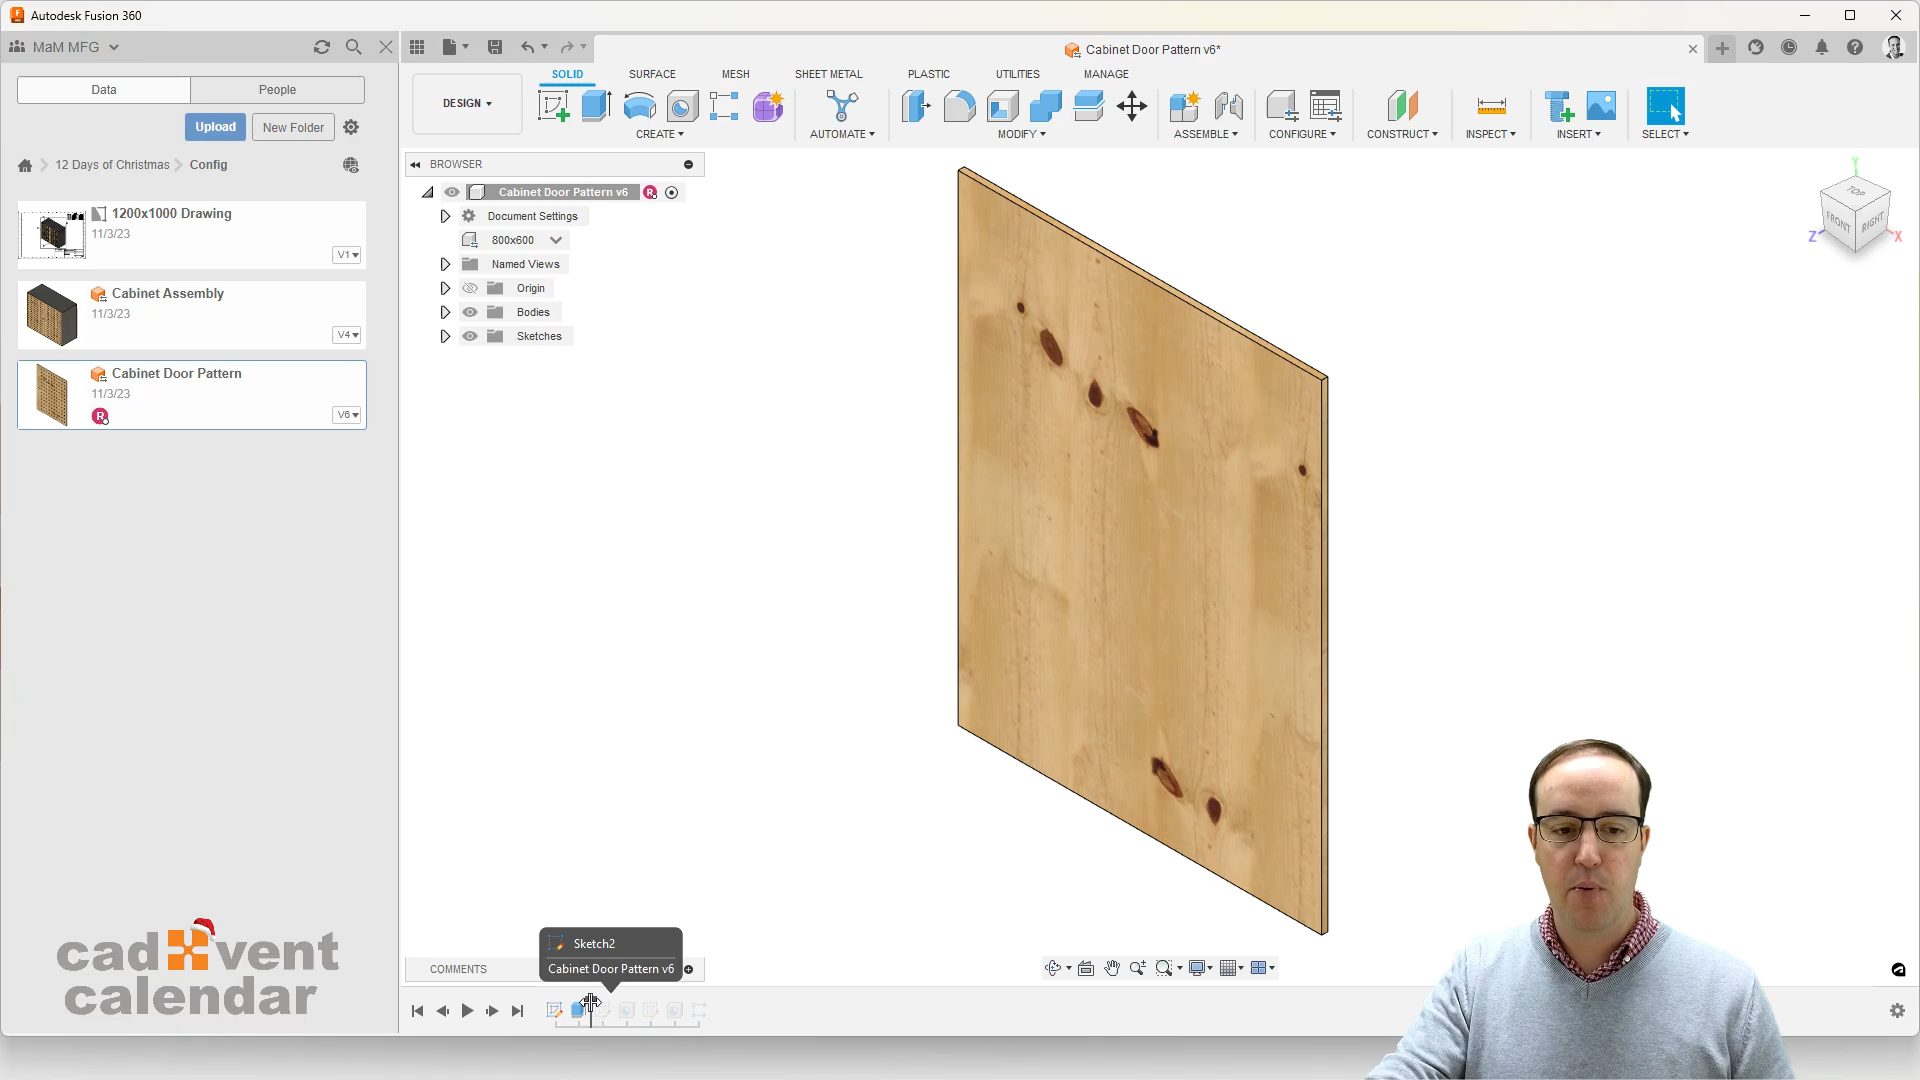 Autodesk Fusion 360
MaM MFG
Cabinet Door Pattern v6*
Data
People
Upload
New Folder
12 Days of Christmas
Config
1200x1000 Drawing
11/3/23
V1
Cabinet Assembly
11/3/23
V4
Cabinet Door Pattern
11/3/23
R
V6
DESIGN
SOLID
SURFACE
MESH
SHEET METAL
PLASTIC
UTILITIES
MANAGE
CREATE
AUTOMATE
MODIFY
ASSEMBLE
CONFIGURE
CONSTRUCT
INSPECT
INSERT
SELECT
BROWSER
Cabinet Door Pattern v6
R
Document Settings
800x600
Named Views
Origin
Bodies
Sketches
Y
TOP
FRONT
RIGHT
Z
X
Sketch2
Cabinet Door Pattern v6
COMMENTS
cad vent
calendar